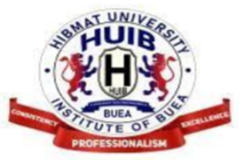 HIBMAT UNIVERSITY
HUIB
H
HUIB
BUEA
INSTITUTE OF BUEA
CONSISTENCY
PROFESSIONALISM
EXCELLENCE